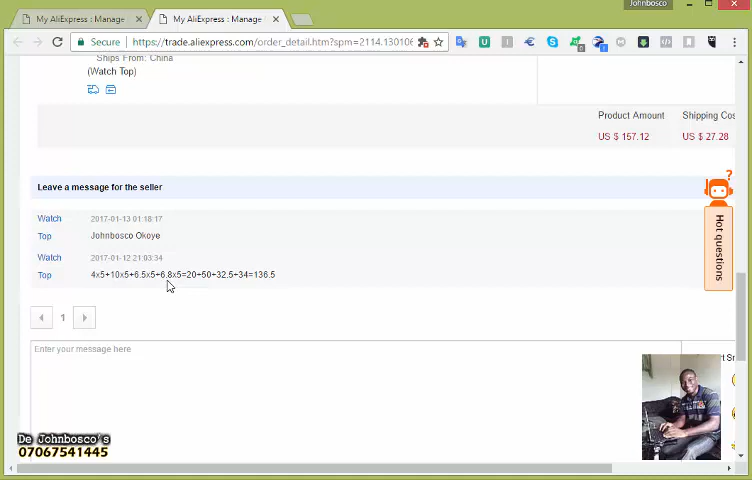 Johnbosco
My AliExpress : Manage
My AliExpress : Manage
Secure
https://trade.aliexpress.com/order_detail.htm?spm=2114.130106
Ships From: China
(Watch Top)
Product Amount
Shipping Cos
US $ 157.12
US $ 27.28
Leave a message for the seller
Watch
2017-01-13 01:18:17
Top
Johnbosco Okoye
Watch
2017-01-12 21:03:34
Top
4x5+10x5+6.5x5+6.8x5=20+50+32.5+34=136.5
Hot questions
?
1
Enter your message here
De Johnbosco's
07067541445